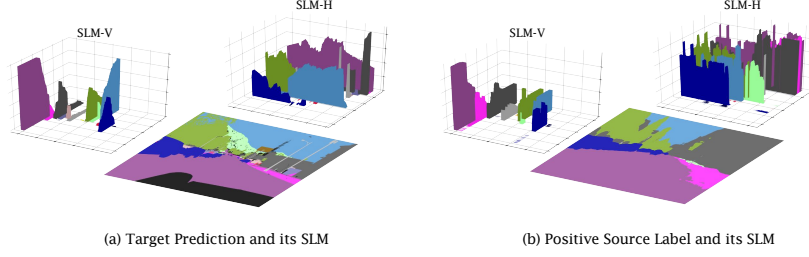 SLM-H
SLM-V
(a) Target Prediction and its SLM
SLM-H
SLM-V
(b) Positive Source Label and its SLM